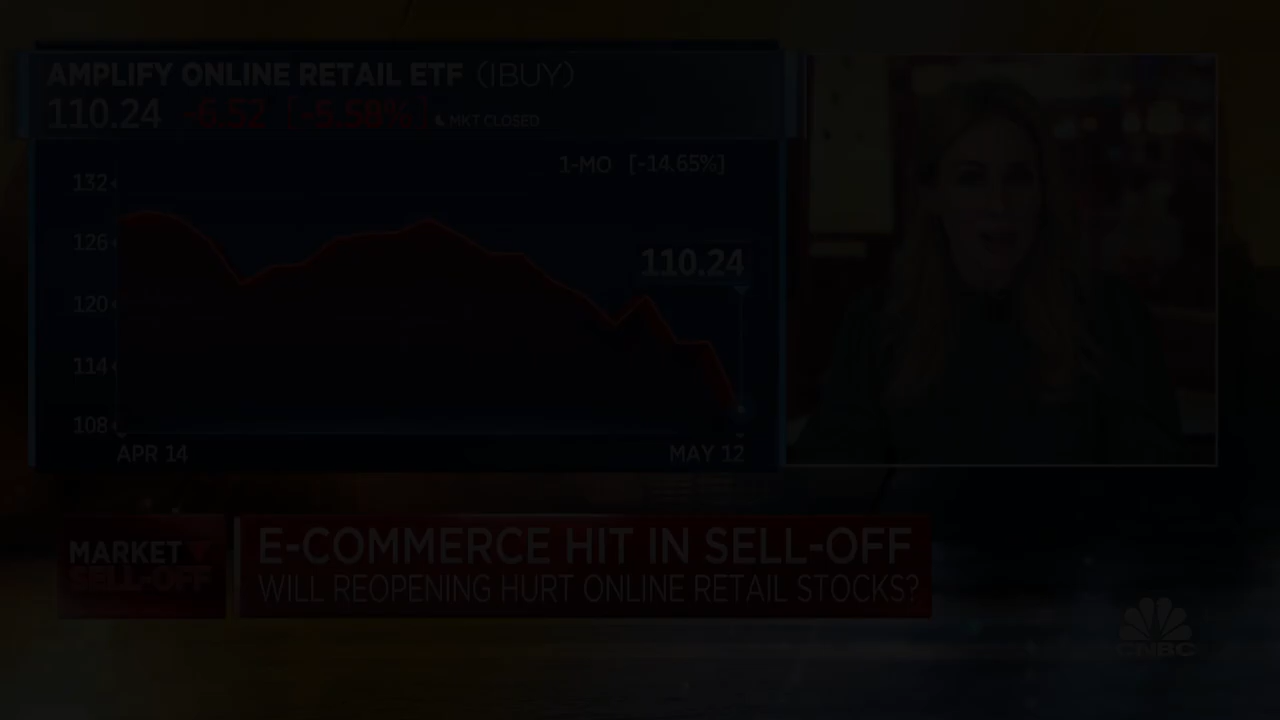 AMPLIFY ONLINE RETAIL ETF (IBUY)
110.24 -6.52 [-5.58%] MKT CLOSED
1-MO [-14.65%]
132
126
110.24
120
114
108
APR 14 MAY 12
MARKET SELL-OFF
E-COMMERCE HIT IN SELL-OFF
WILL REOPENING HURT ONLINE RETAIL STOCKS?
CNBC